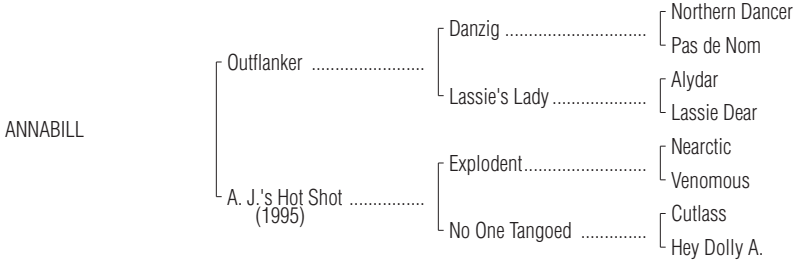 Northern Dancer
Danzig ..............................
Pas de Nom
Outflanker ........................
Alydar
Lassie's Lady ....................
Lassie Dear
ANNABILL
Nearctic
Explodent..........................
Venomous
A. J.'s Hot Shot ................
(1995)
Cutlass
No One Tangoed ..............
Hey Dolly A.